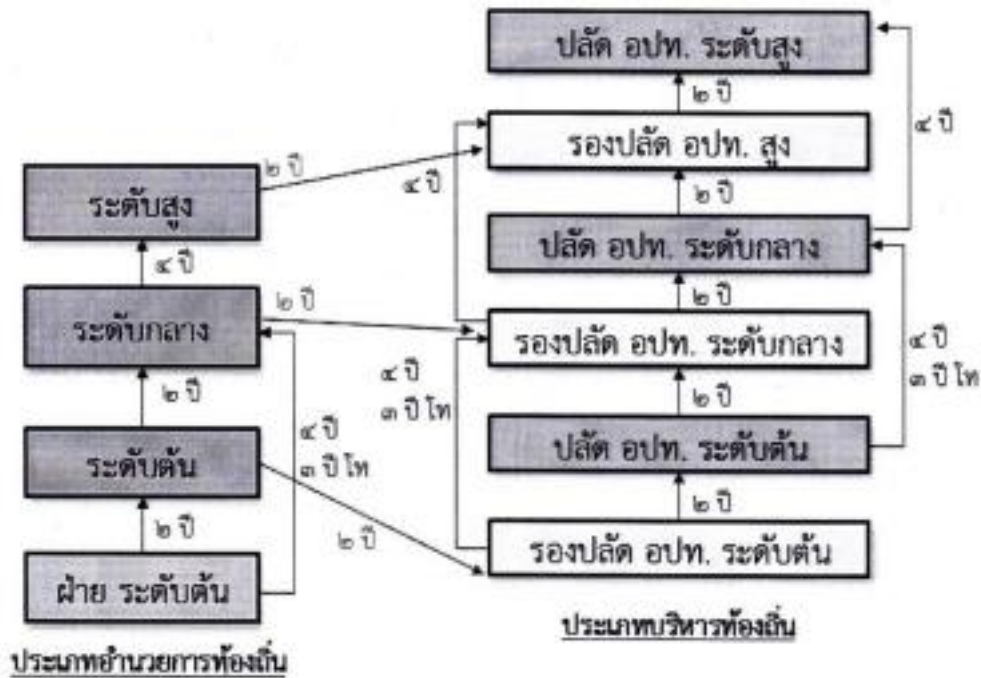 ปลัด อปท. ระดับสูง
๒ ปี
๔ ปี
รองปลัด อปท. สูง
๒ ปี
๔ ปี
๒ ปี
ระดับสูง
ปลัด อปท. ระดับกลาง
๔ ปี
๒ ปี
๒ ปี
ระดับกลาง
รองปลัด อปท. ระดับกลาง
๔ ปี
๓ ปี โท
๔ ปี
๓ ปี โท
๒ ปี
๒ ปี
๔ ปี
๓ ปี โท
ระดับต้น
ปลัด อปท. ระดับต้น
๒ ปี
๒ ปี
๒ ปี
ฝ่าย ระดับต้น
รองปลัด อปท. ระดับต้น
ประเภทอำนวยการท้องถิ่น
ประเภทบริหารท้องถิ่น